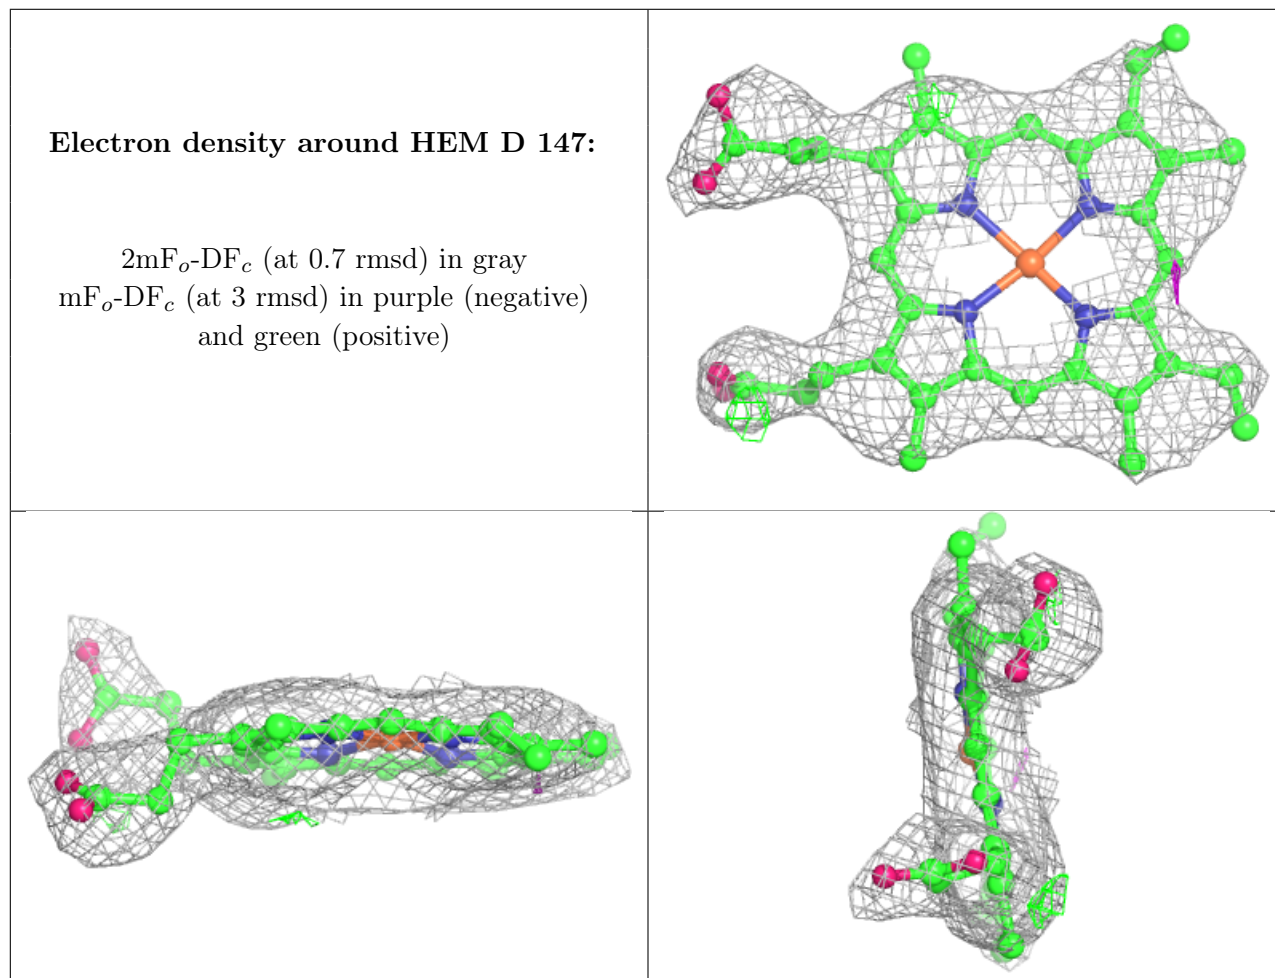 Electron density around HEM D 147:
2mF𝑜-DF𝑐 (at 0.7 rmsd) in gray
mF𝑜-DF𝑐 (at 3 rmsd) in purple (negative)
and green (positive)